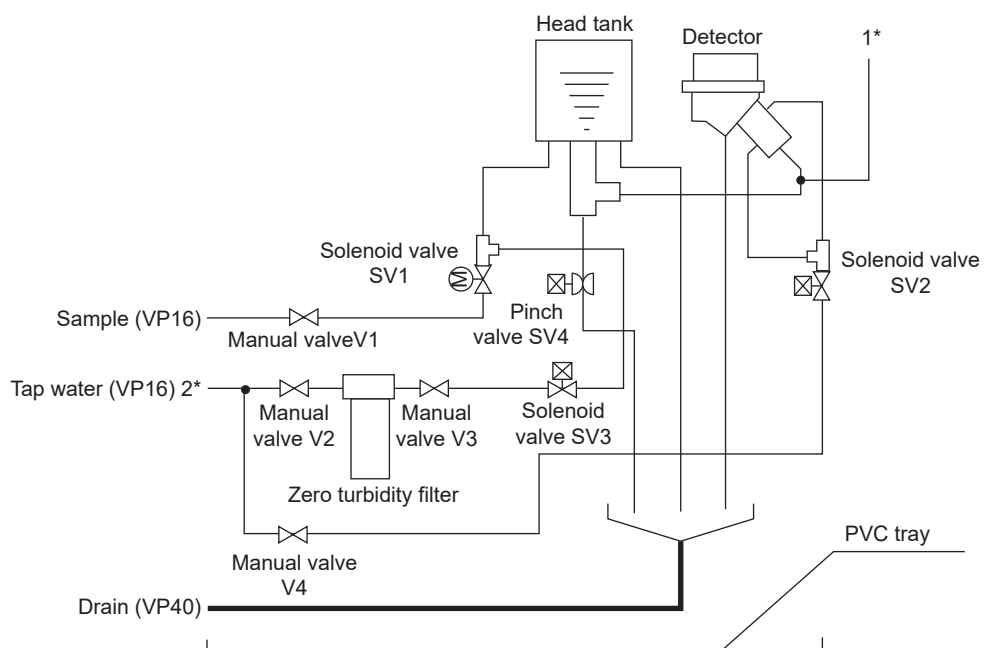 Head tank
Detector
1*
Solenoid valve
SV1
M
Solenoid valve
SV2
Sample (VP16)
Manual valveV1
Pinch
valve SV4
Tap water (VP16) 2*
Manual
valve V2
Manual
valve V3
Solenoid
valve SV3
Zero turbidity filter
Manual valve
V4
PVC tray
Drain (VP40)